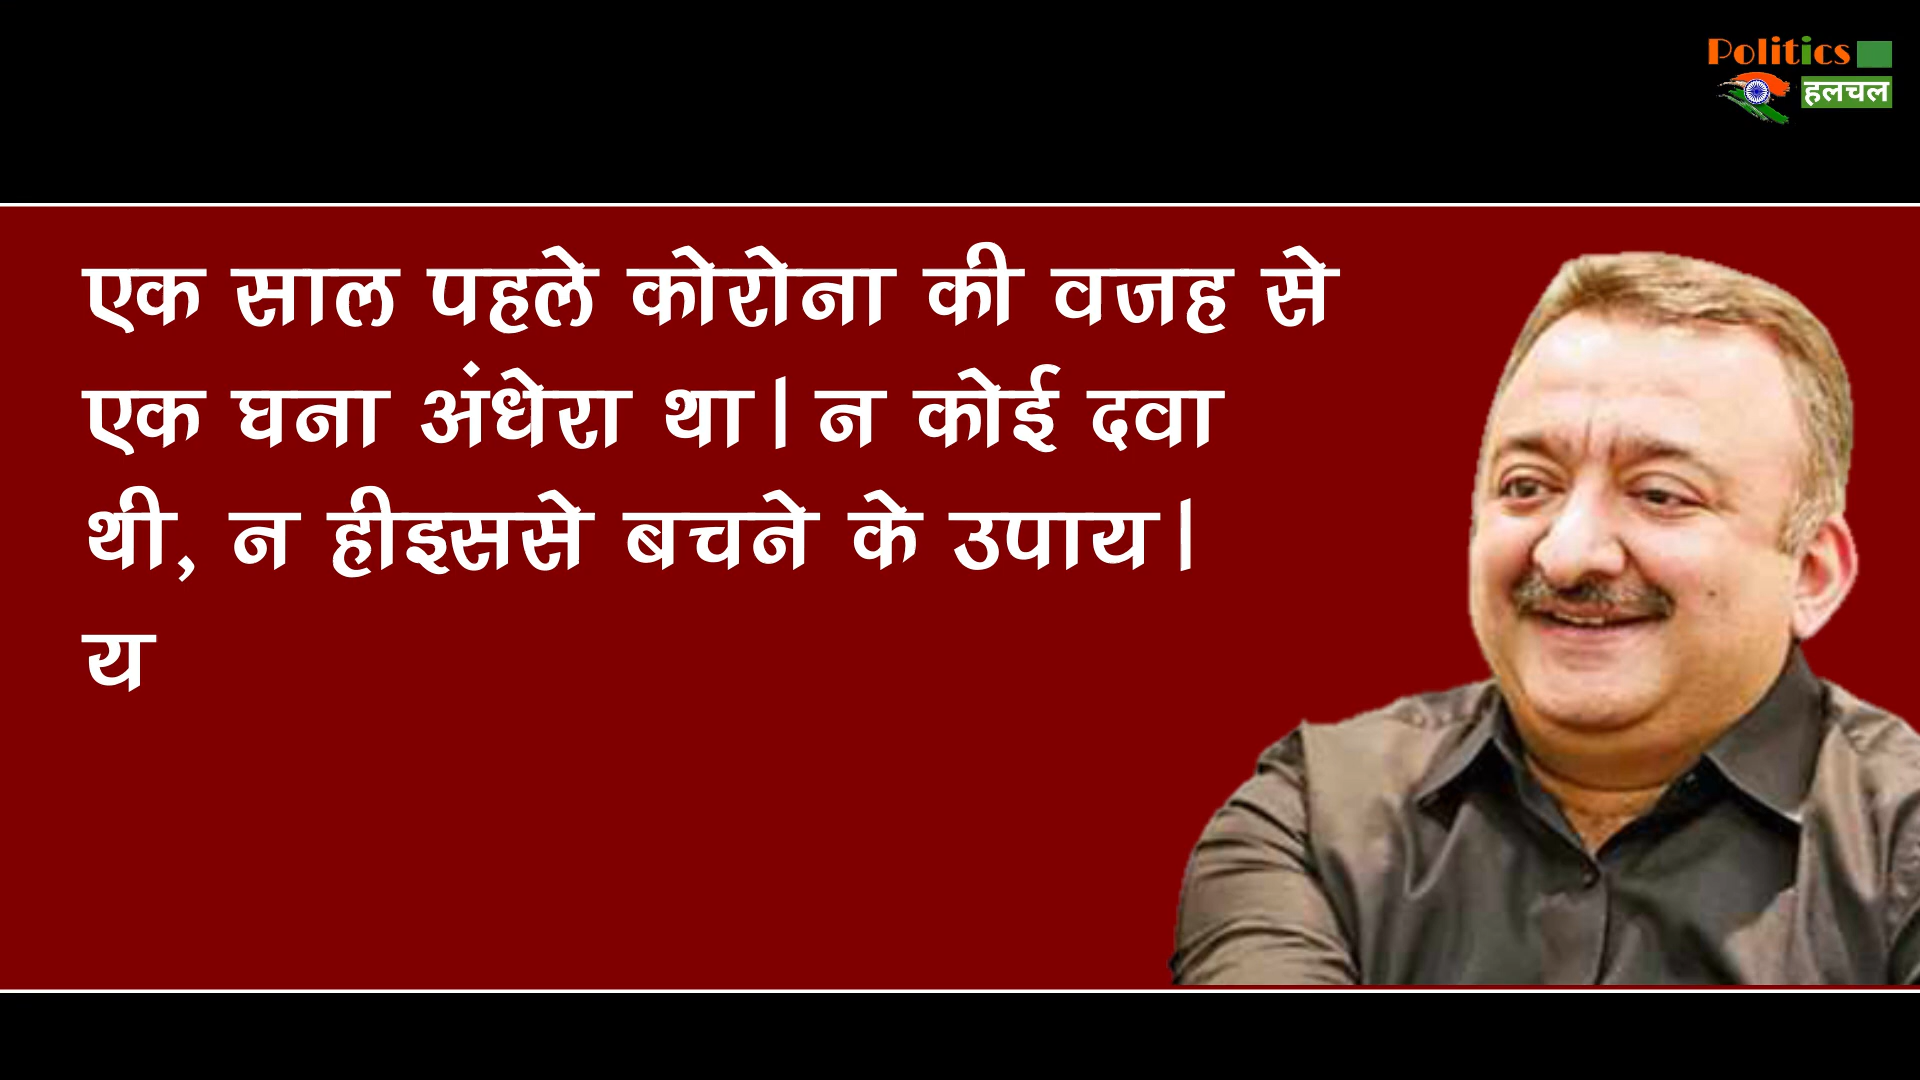 Politics
हलचल
एक साल पहले कोरोना की वजह से
एक घना अंधेरा था। न कोई दवा
थी, न हीइससे बचने के उपाय।
य